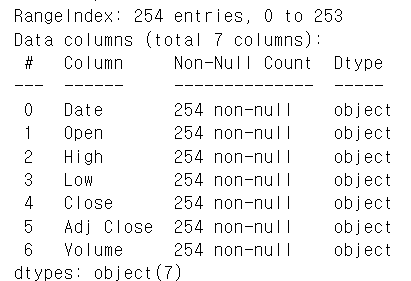 RangeIndex: 254 entries, 0 to 253
Data columns (total 7 columns):
#   Column     Non-Null Count  Dtype
---  ------     --------------  -----
0   Date       254 non-null    object
1   Open       254 non-null    object
2   High       254 non-null    object
3   Low        254 non-null    object
4   Close      254 non-null    object
5   Adj Close  254 non-null    object
6   Volume     254 non-null    object
dtypes: object(7)